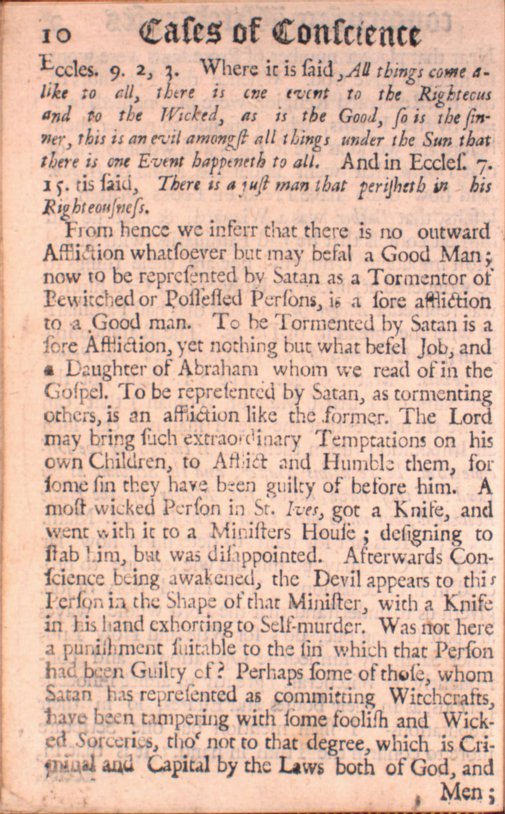 10 Caſes of Conſcience
Eccles. 9. 2, 3. Where it is ſaid, All things come a-
like to all, there is one event to the Righteous
and to the Wicked, as is the Good, ſo is the ſin-
ner, this is an evil amongſt all things under the Sun that
there is one Event happeneth to all. And in Eccleſ. 7.
15. tis ſaid, There is a juſt man that periſheth in his
Righteouſneſs.
From hence we inferr that there is no outward
Affliction whatſoever but may befal a Good Man;
now to be repreſented by Satan as a Tormentor of
Bewitched or Poſſeſſed Perſons, is a ſore affliction
to a Good man. To be Tormented by Satan is a
ſore Affliction, yet nothing but what befel Job, and
a Daughter of Abraham whom we read of in the
Goſpel. To be repreſented by Satan, as tormenting
others, is an affliction like the former. The Lord
may bring ſuch extraordinary Temptations on his
own Children, to Afflict and Humble them, for
ſome ſin they have been guilty of before him. A
moſt wicked Perſon in St. Ives, got a Knife, and
went with it to a Miniſters Houſe; deſigning to
ſtab him, but was diſappointed. Afterwards Con-
ſcience being awakened, the Devil appears to this
Perſon in the Shape of that Miniſter, with a Knife
in his hand exhorting to Self-murder. Was not here
a puniſhment ſuitable to the ſin which that Perſon
had been Guilty of? Perhaps ſome of thoſe, whom
Satan has repreſented as committing Witchcrafts,
have been tampering with ſome fooliſh and Wick-
ed Sorceries, tho' not to that degree, which is Cri-
minal and Capital by the Laws both of God, and
Men;